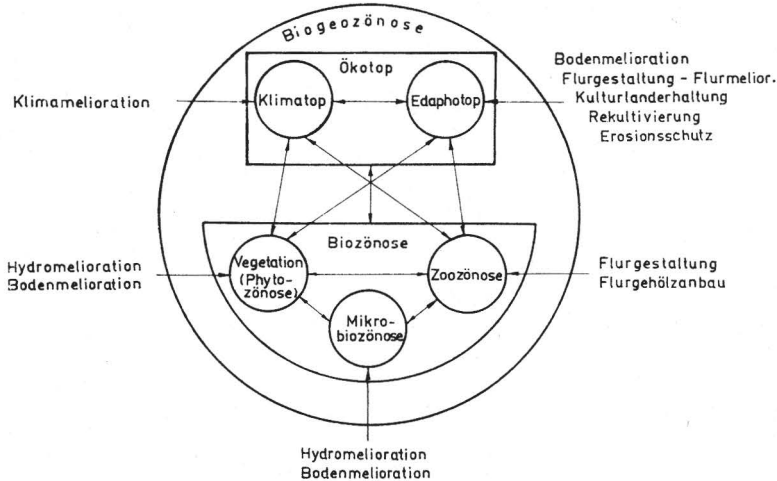 Biogeozönose
Ökotop
Klimatop
Edaphotop
Klimamelioration
Bodenmelioration
Flurgestaltung - Flurmelior.
Kulturlanderhaltung
Rekultivierung
Erosionsschutz
Biozönose
Vegetation
(Phyto-
zönose)
Zoozönose
Mikro-
biozönose
Hydromelioration
Bodenmelioration
Flurgestaltung
Flurgehölzanbau
Hydromelioration
Bodenmelioration